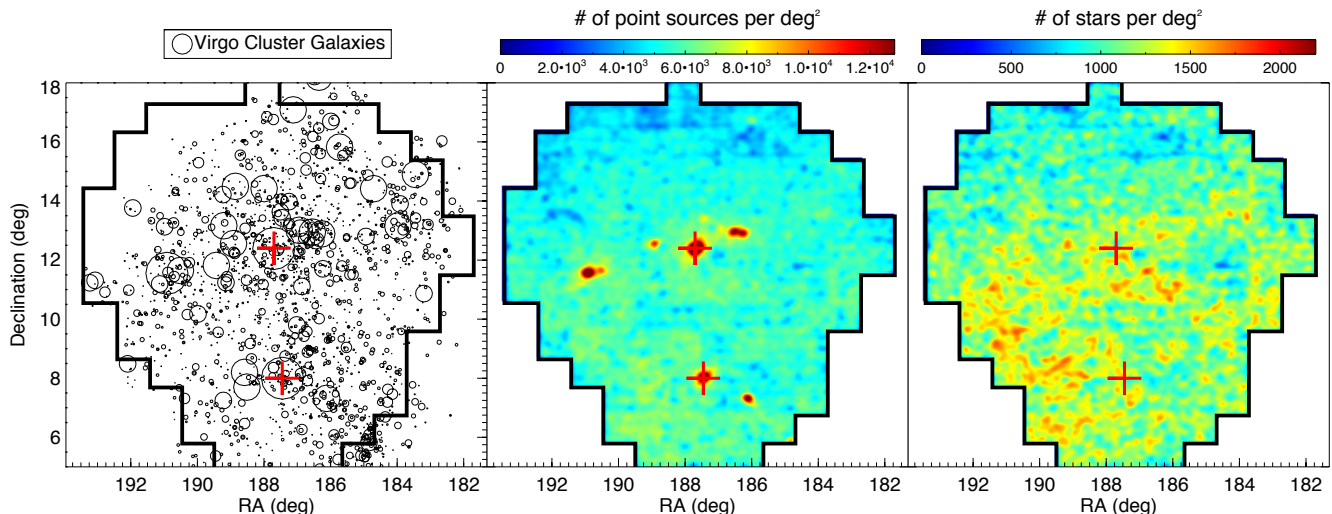 # of point sources per deg²
# of stars per deg²
○ Virgo Cluster Galaxies
0 2.0•10³ 4.0•10³ 6.0•10³ 8.0•10³ 1.0•10⁴ 1.2•10⁴
0 500 1000 1500 2000
18
16
14
12
10
8
6
Declination (deg)
192 190 188 186 184 182
192 190 188 186 184 182
192 190 188 186 184 182
RA (deg)
RA (deg)
RA (deg)